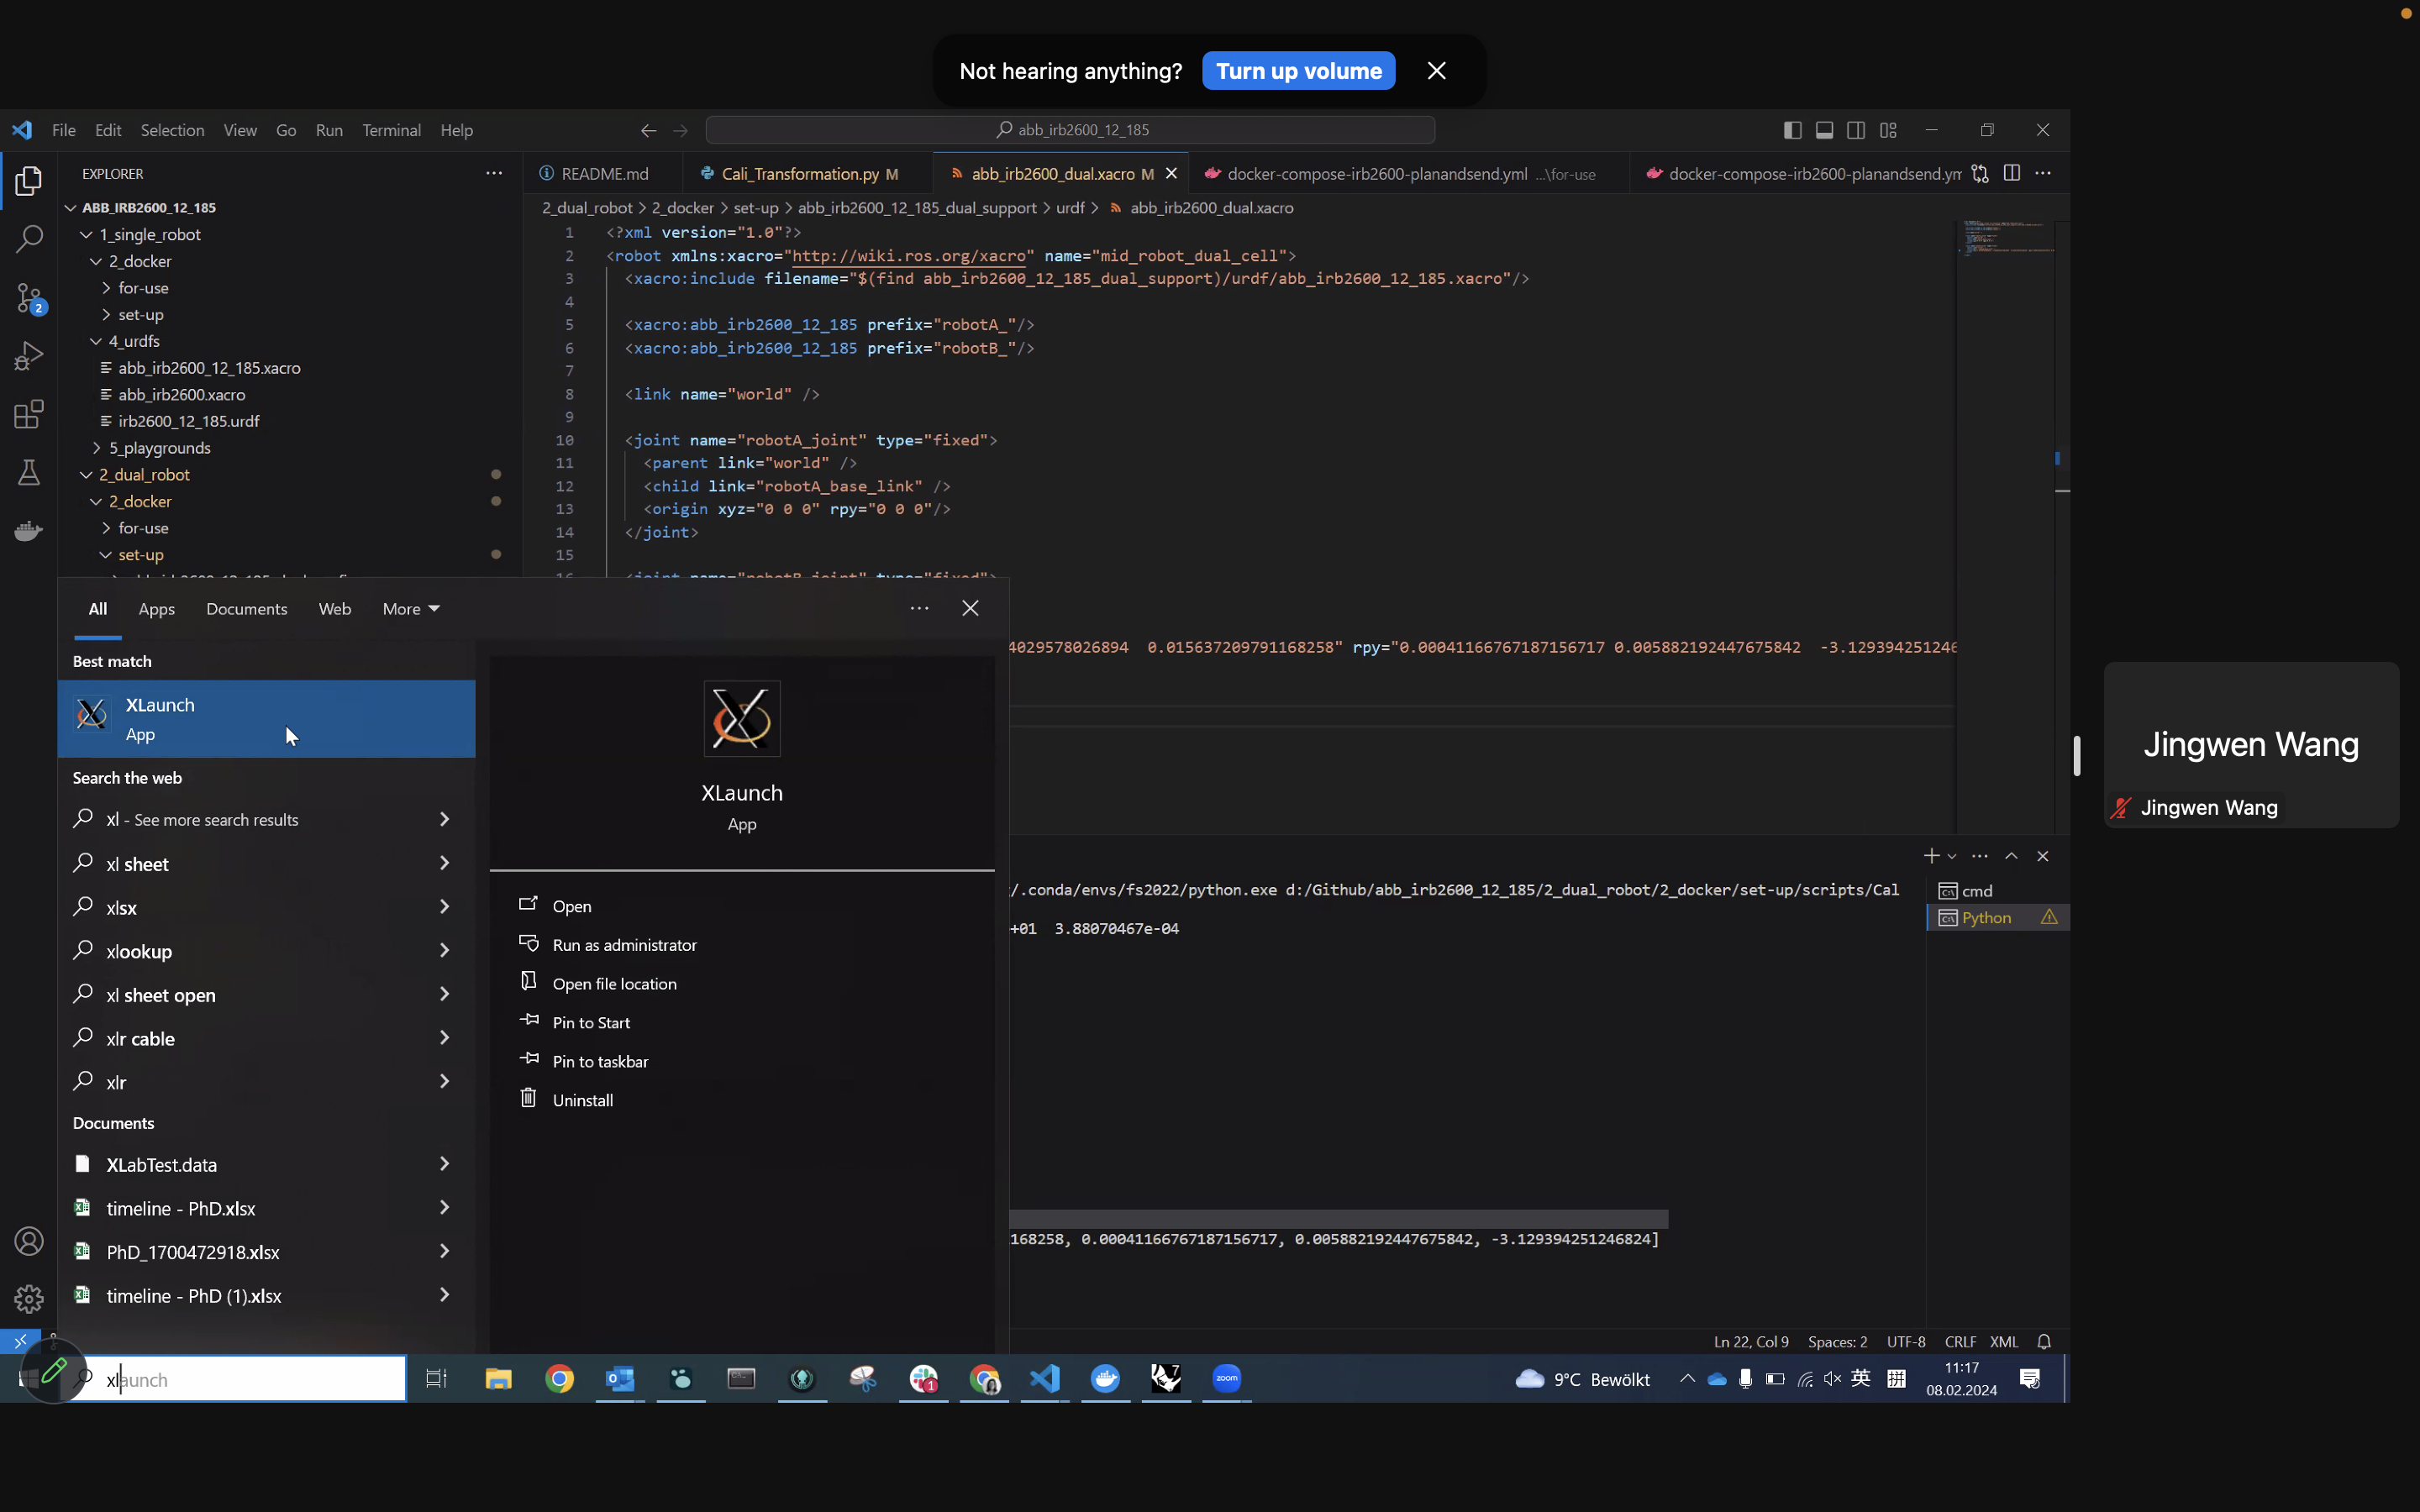 Not hearing anything? Turn up volume
File Edit Selection View Go Run Terminal Help
abb_irb2600_12_185
EXPLORER
ABB_IRB2600_12_185
1_single_robot
2_docker
for-use
set-up
4_urdfs
abb_irb2600_12_185.xacro
abb_irb2600.xacro
irb2600_12_185.urdf
5_playgrounds
2_dual_robot
2_docker
for-use
set-up
2
README.md Cali_Transformation.py M abb_irb2600_dual.xacro M docker-compose-irb2600-planandsend.yml ...\for-use docker-compose-irb2600-planandsend.ym
2_dual_robot > 2_docker > set-up > abb_irb2600_12_185_dual_support > urdf > abb_irb2600_dual.xacro
1 <?xml version="1.0"?>
2 <robot xmlns:xacro="http://wiki.ros.org/xacro" name="mid_robot_dual_cell">
3 <xacro:include filename="$(find abb_irb2600_12_185_dual_support)/urdf/abb_irb2600_12_185.xacro"/>
4
5 <xacro:abb_irb2600_12_185 prefix="robotA_"/>
6 <xacro:abb_irb2600_12_185 prefix="robotB_"/>
7
8 <link name="world" />
9
10 <joint name="robotA_joint" type="fixed">
11 <parent link="world" />
12 <child link="robotA_base_link" />
13 <origin xyz="0 0 0" rpy="0 0 0"/>
14 </joint>
15
16 <joint name="robotB_joint" type="fixed">
4029578026894 0.015637209791168258" rpy="0.00041166767187156717 0.005882192447675842 -3.129394251246
All Apps Documents Web More
Best match
XLaunch
App
Search the web
xl - See more search results
xl sheet
xlsx
xlookup
xl sheet open
xlr cable
xlr
Documents
XLabTest.data
timeline - PhD.xlsx
PhD_1700472918.xlsx
timeline - PhD (1).xlsx
XLaunch
App
Open
Run as administrator
Open file location
Pin to Start
Pin to taskbar
Uninstall
/.conda/envs/fs2022/python.exe d:/Github/abb_irb2600_12_185/2_dual_robot/2_docker/set-up/scripts/Cal
+01 3.88070467e-04
168258, 0.00041166767187156717, 0.005882192447675842, -3.129394251246824]
cmd
Python
Jingwen Wang
Jingwen Wang
Ln 22, Col 9 Spaces: 2 UTF-8 CRLF XML
xlaunch
1
7
zoom
9°C Bewölkt
英
拼
11:17
08.02.2024